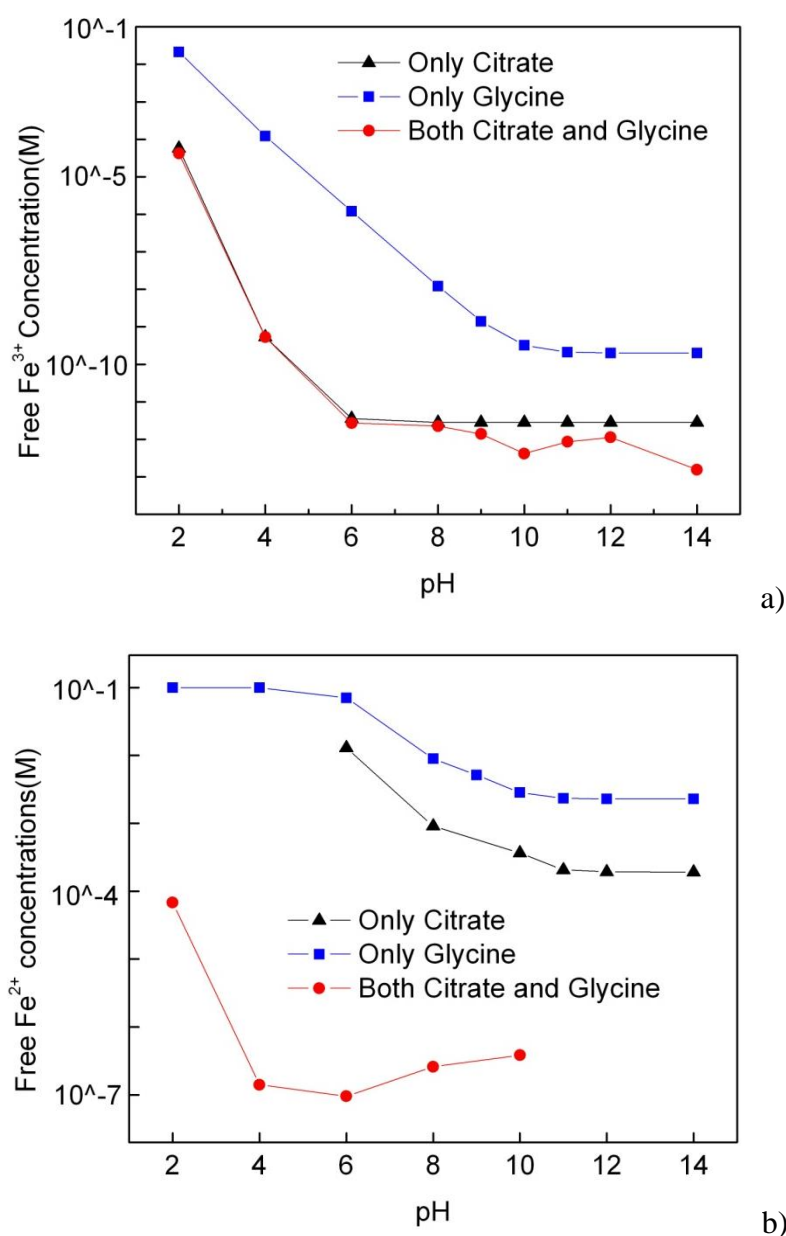 10^-1
10^-5
10^-10
Free Fe3+ Concentration(M)
Only Citrate
Only Glycine
Both Citrate and Glycine
2 4 6 8 10 12 14
pH
a)
10^-1
10^-4
10^-7
Free Fe2+ concentrations(M)
Only Citrate
Only Glycine
Both Citrate and Glycine
2 4 6 8 10 12 14
pH
b)